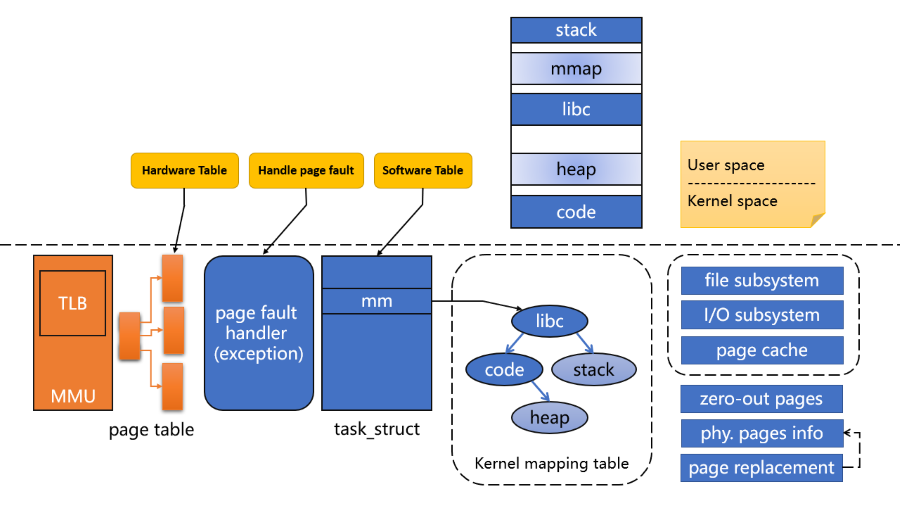 stack
mmap
libc
heap
code
User space
Kernel space
Hardware Table
Handle page fault
Software Table
TLB
MMU
page table
page fault
handler
(exception)
mm
task_struct
libc
code
stack
heap
Kernel mapping table
file subsystem
I/O subsystem
page cache
zero-out pages
phy. pages info
page replacement